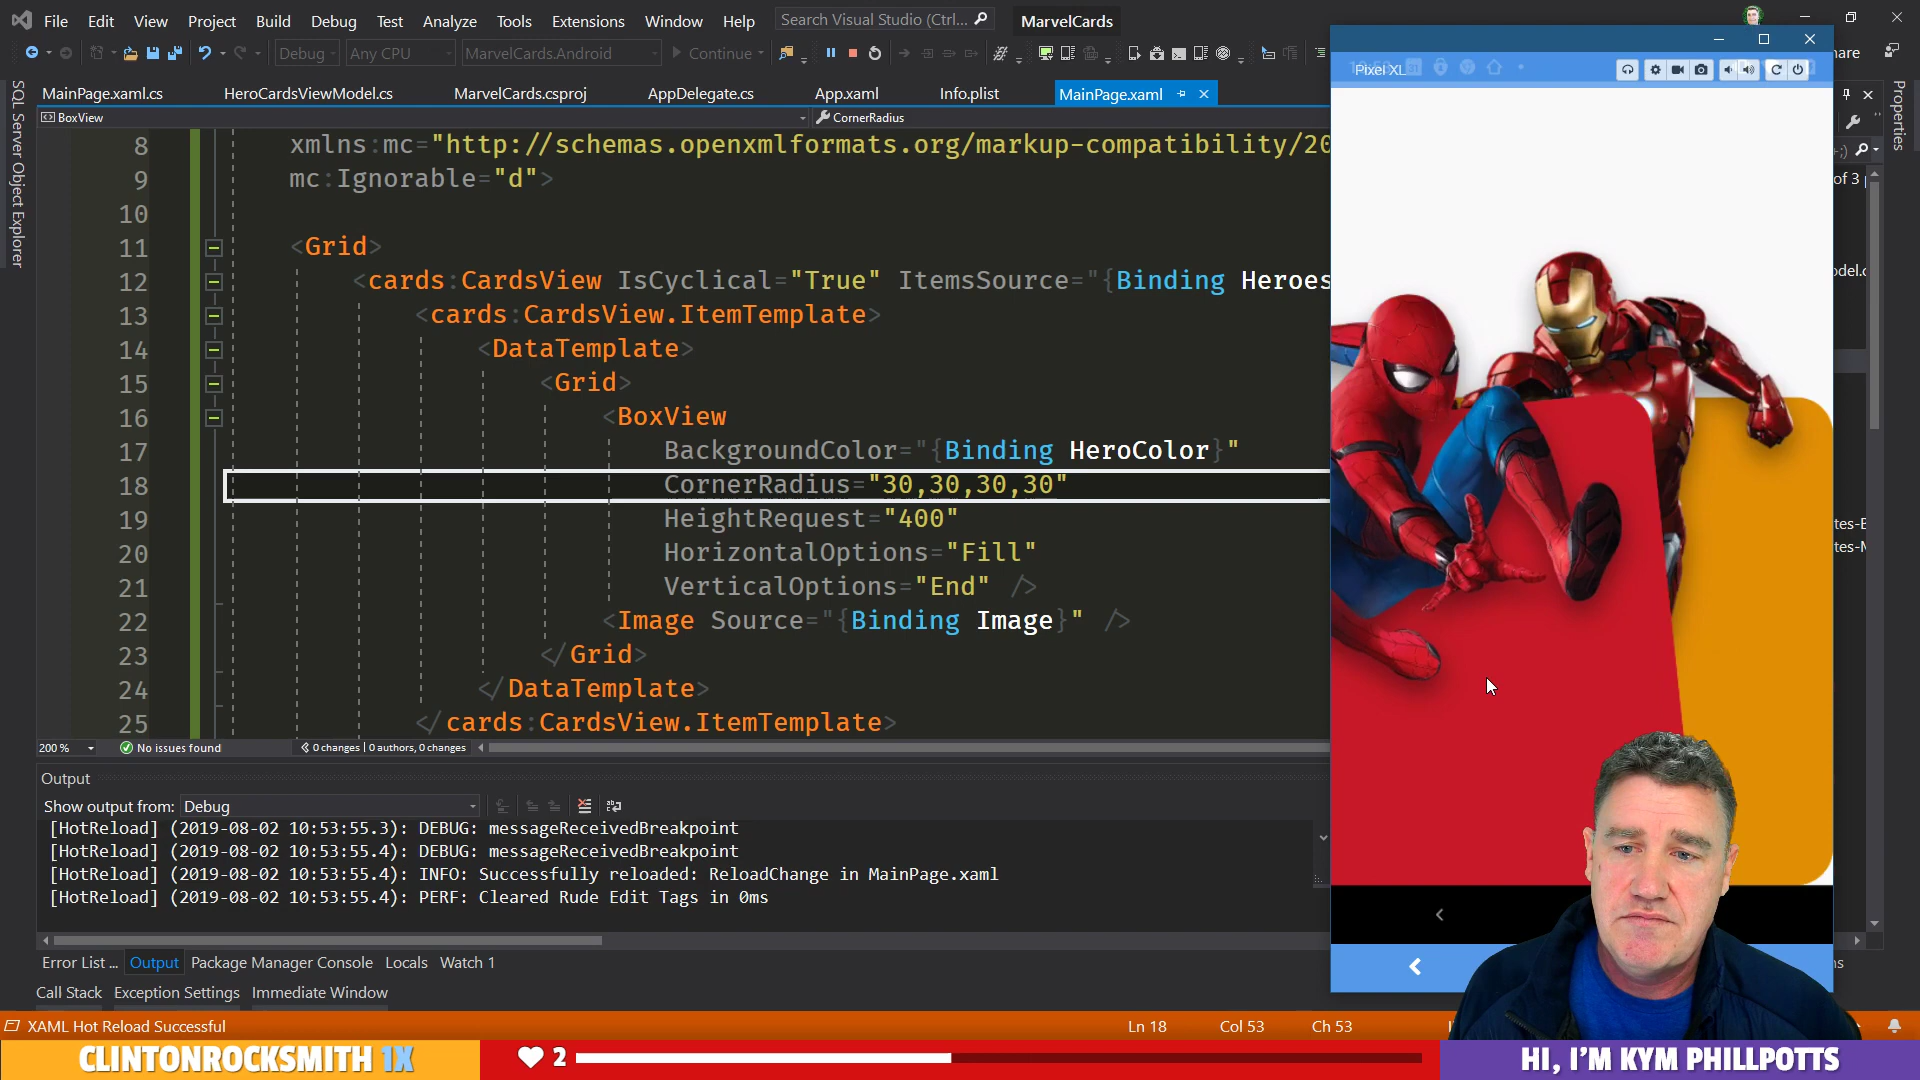 File Edit View Project Build Debug Test Analyze Tools Extensions Window Help Search Visual Studio (Ctrl... MarvelCards
Debug Any CPU MarvelCards.Android Continue
Pixel XL
MainPage.xaml.cs HeroCardsViewModel.cs MarvelCards.csproj AppDelegate.cs App.xaml Info.plist MainPage.xaml
BoxView CornerRadius
SQL Server Object Explorer
Properties
8 xmlns:mc="http://schemas.openxmlformats.org/markup-compatibility/20
9 mc:Ignorable="d">
10
11 <Grid>
12 <cards:CardsView IsCyclical="True" ItemsSource="{Binding Heroes
13 <cards:CardsView.ItemTemplate>
14 <DataTemplate>
15 <Grid>
16 <BoxView
17 BackgroundColor="{Binding HeroColor}"
18 CornerRadius="30,30,30,30"
19 HeightRequest="400"
20 HorizontalOptions="Fill"
21 VerticalOptions="End" />
22 <Image Source="{Binding Image}" />
23 </Grid>
24 </DataTemplate>
25 </cards:CardsView.ItemTemplate>
200 % No issues found 0 changes | 0 authors, 0 changes
Output
Show output from: Debug
[HotReload] (2019-08-02 10:53:55.3): DEBUG: messageReceivedBreakpoint
[HotReload] (2019-08-02 10:53:55.4): DEBUG: messageReceivedBreakpoint
[HotReload] (2019-08-02 10:53:55.4): INFO: Successfully reloaded: ReloadChange in MainPage.xaml
[HotReload] (2019-08-02 10:53:55.4): PERF: Cleared Rude Edit Tags in 0ms
Error List ... Output Package Manager Console Locals Watch 1
Call Stack Exception Settings Immediate Window
XAML Hot Reload Successful Ln 18 Col 53 Ch 53
CLINTONROCKSMITH 1X 2 HI, I'M KYM PHILLPOTTS